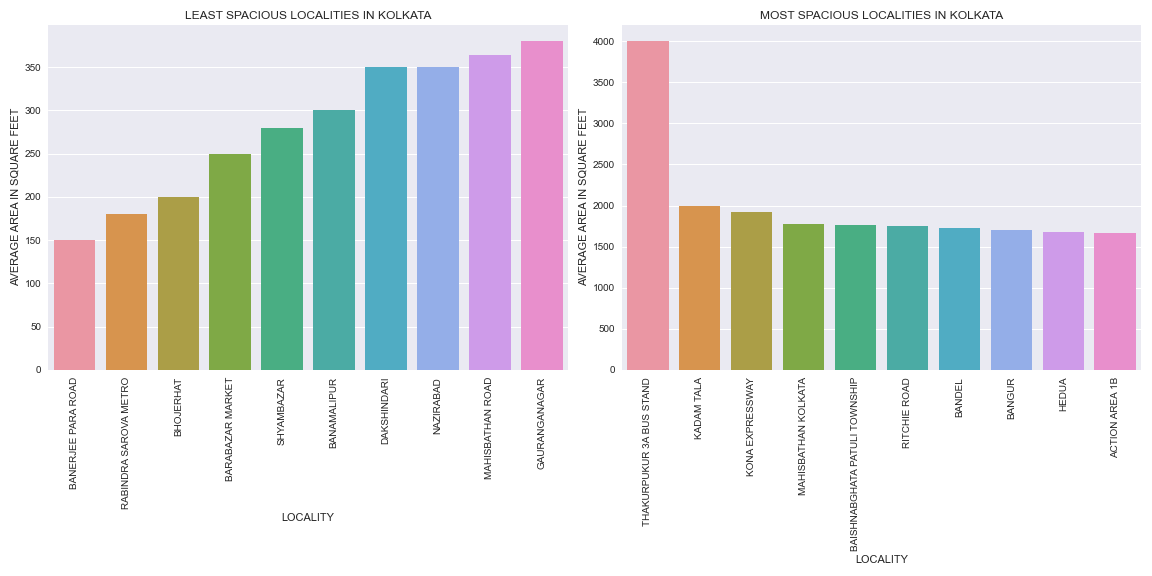 LEAST SPACIOUS LOCALITIES IN KOLKATA
AVERAGE AREA IN SQUARE FEET
350
300
250
200
150
100
50
0
BANERJEE PARA ROAD
RABINDRA SAROVA METRO
BHOJERHAT
BARABAZAR MARKET
SHYAMBAZAR
BANAMALIPUR
DAKSHINDARI
NAZIRABAD
MAHISBATHAN ROAD
GAURANGANAGAR
LOCALITY
MOST SPACIOUS LOCALITIES IN KOLKATA
AVERAGE AREA IN SQUARE FEET
4000
3500
3000
2500
2000
1500
1000
500
0
THAKURPUKUR 3A BUS STAND
KADAM TALA
KONA EXPRESSWAY
MAHISBATHAN KOLKATA
BAISHNABGHATA PATULI TOWNSHIP
RITCHIE ROAD
BANDEL
BANGUR
HEDUA
ACTION AREA 1B
LOCALITY